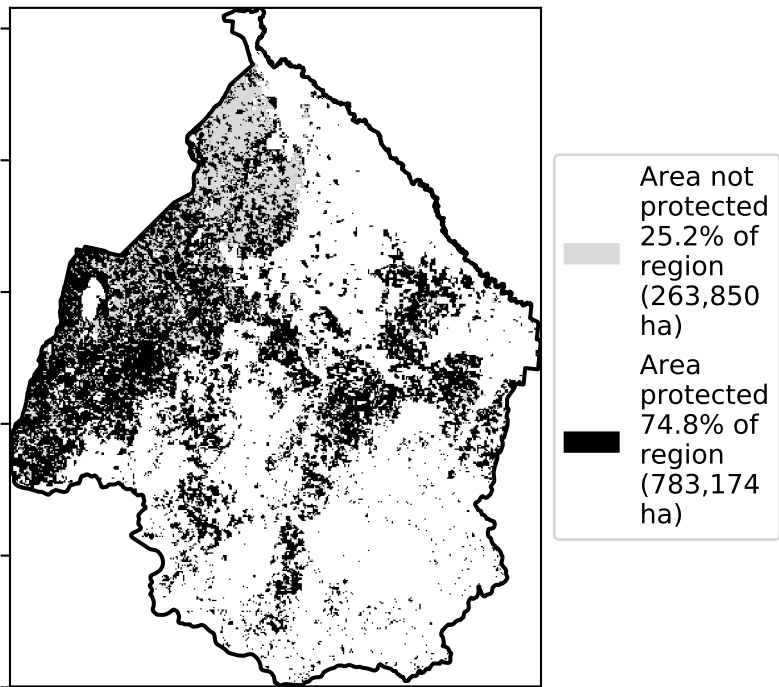 Area not
protected
25.2% of
region
(263,850
ha)
Area
protected
74.8% of
region
(783,174
ha)